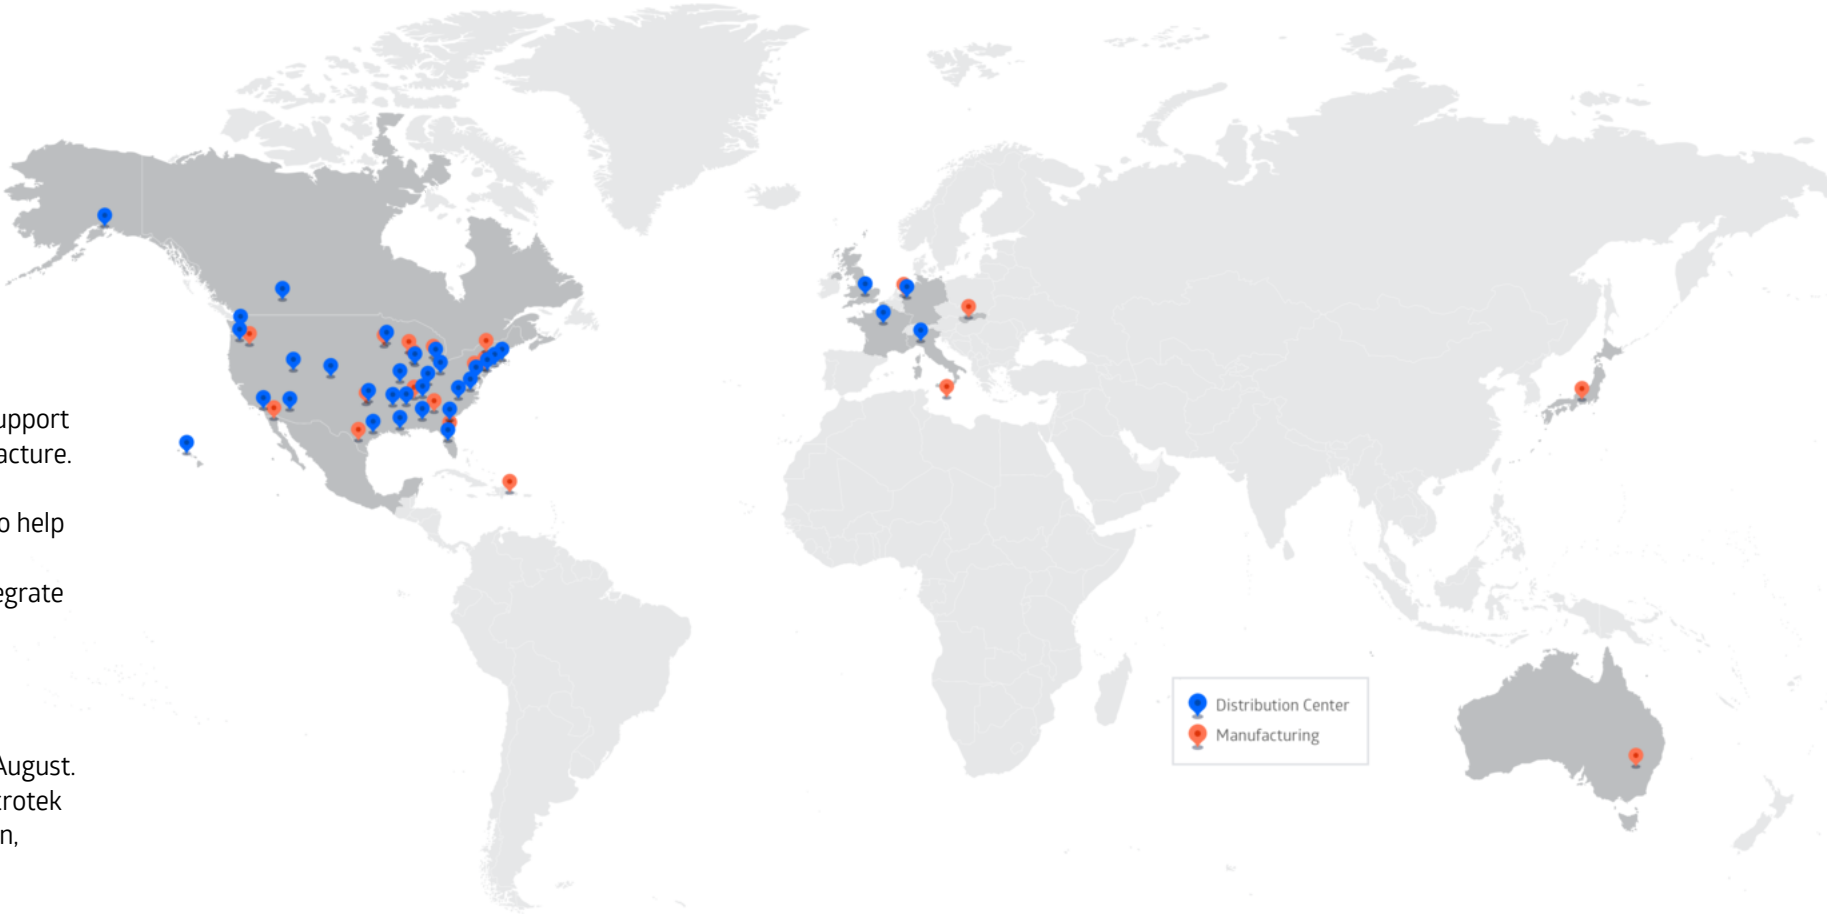 upport
acture.
o help
egrate
August.
trotek
n,
Distribution Center
Manufacturing